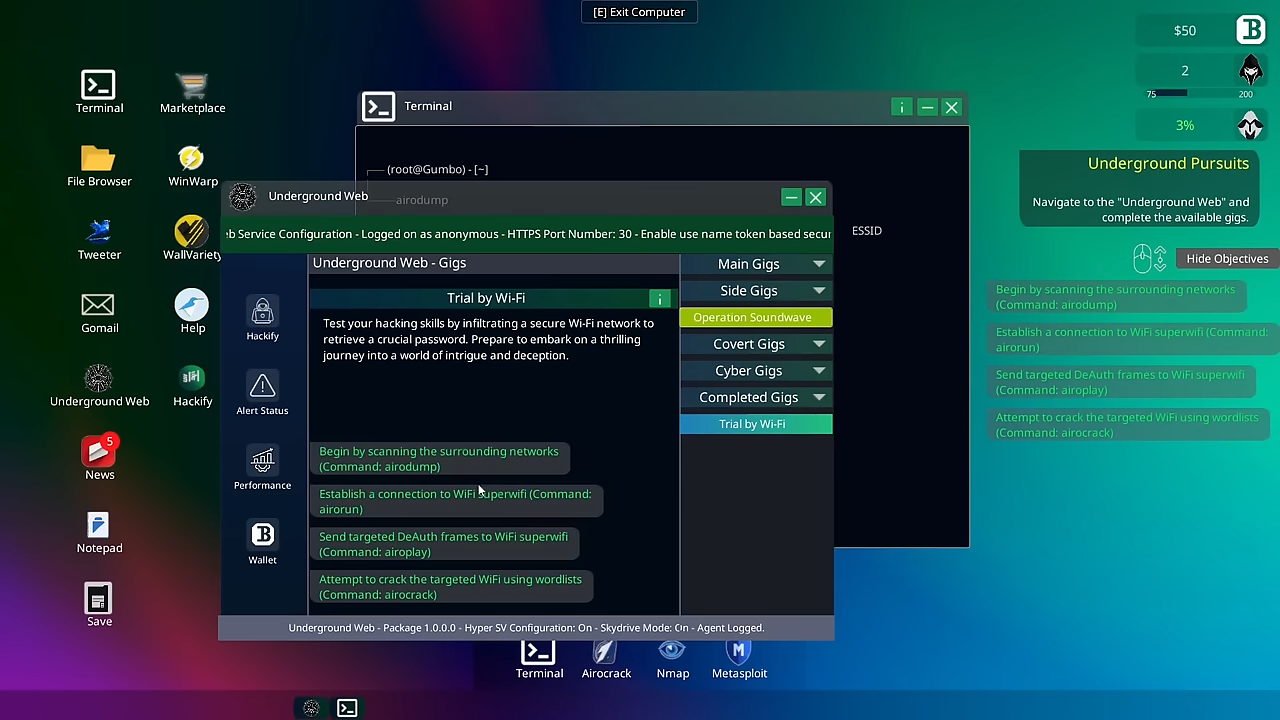 [E] Exit Computer
$50
2
75
200
3%
Underground Pursuits
Navigate to the "Underground Web" and
complete the available gigs.
Hide Objectives
Begin by scanning the surrounding networks
(Command: airodump)
Establish a connection to WiFi superwifi (Command:
airorun)
Send targeted DeAuth frames to WiFi superwifi
(Command: airoplay)
Attempt to crack the targeted WiFi using wordlists
(Command: airocrack)
Terminal
Marketplace
File Browser
WinWarp
Tweeter
WallVariety
Gomail
Help
Underground Web
Hackify
5
News
Notepad
Save
Terminal
(root@Gumbo) - [~]
airodump
ESSID
Underground Web
b Service Configuration - Logged on as anonymous - HTTPS Port Number: 30 - Enable use name token based secur
Hackify
Alert Status
Performance
Wallet
Underground Web - Gigs
Trial by Wi-Fi
Test your hacking skills by infiltrating a secure Wi-Fi network to
retrieve a crucial password. Prepare to embark on a thrilling
journey into a world of intrigue and deception.
Begin by scanning the surrounding networks
(Command: airodump)
Establish a connection to WiFi superwifi (Command:
airorun)
Send targeted DeAuth frames to WiFi superwifi
(Command: airoplay)
Attempt to crack the targeted WiFi using wordlists
(Command: airocrack)
Main Gigs
Side Gigs
Operation Soundwave
Covert Gigs
Cyber Gigs
Completed Gigs
Trial by Wi-Fi
Underground Web - Package 1.0.0.0 - Hyper SV Configuration: On - Skydrive Mode: On - Agent Logged.
Terminal
Airocrack
Nmap
Metasploit